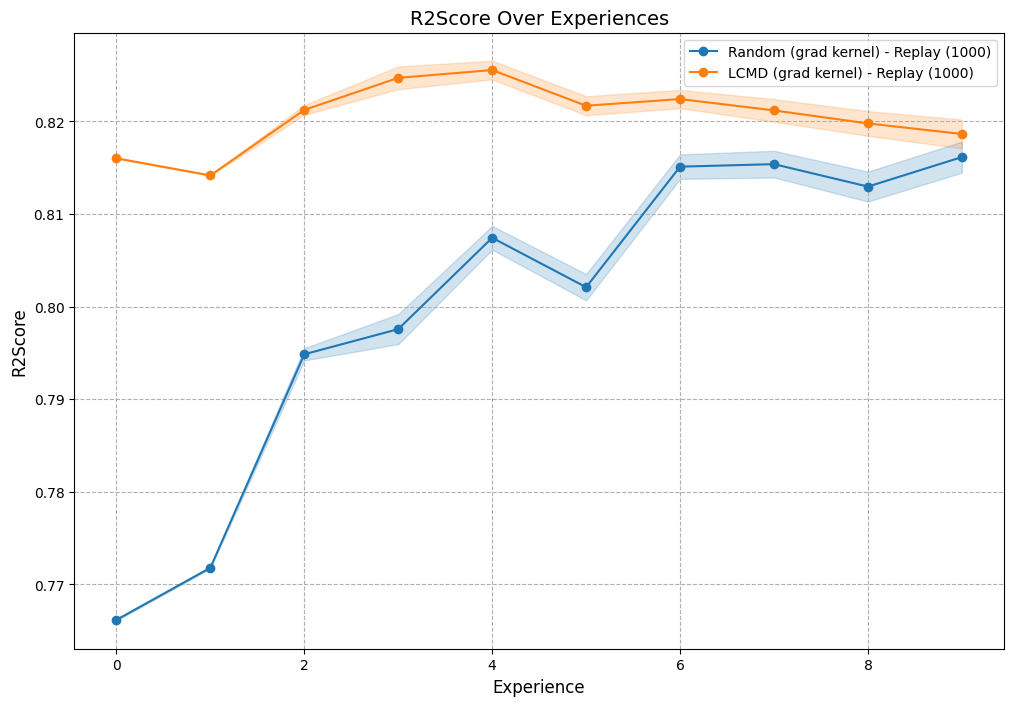 R2Score Over Experiences
Random (grad kernel) - Replay (1000)
LCMD (grad kernel) - Replay (1000)
R2Score
0.82
0.81
0.80
0.79
0.78
0.77
0 2 4 6 8
Experience